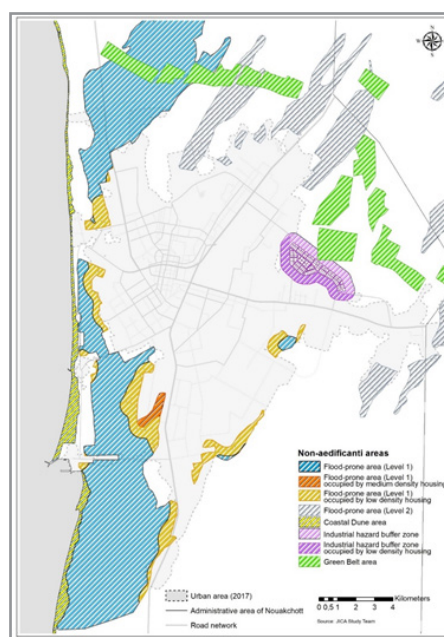 Non-aedificanti areas
Flood-prone area (Level 1)
Flood-prone area (Level 1)
occupied by medium density housing
Flood-prone area (Level 1)
occupied by low density housing
Flood-prone area (Level 2)
Coastal Dune area
Industrial hazard buffer zone
Industrial hazard buffer zone
occupied by low density housing
Green Belt area
Urban area (2017)
Administrative area of Nouakchott
Road network
Kilometers
0 0,5 1 2 3 4
Source: JICA Study Team